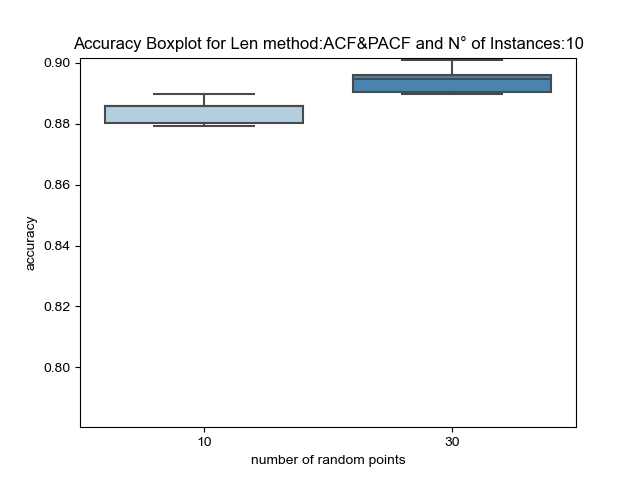 Accuracy Boxplot for Len method:ACF&PACF and N° of Instances:10
0.90
0.88
0.86
0.84
0.82
0.80
accuracy
10
30
number of random points